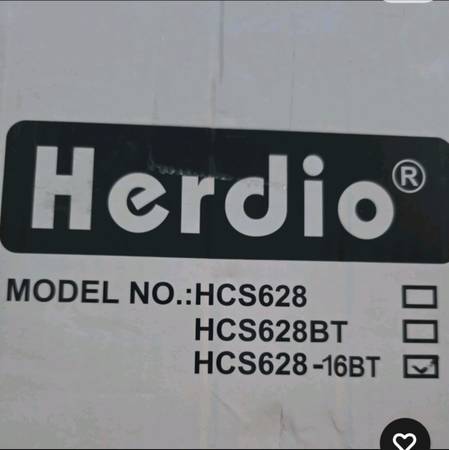 Herdio®
MODEL NO.:HCS628 ☐
HCS628BT ☐
HCS628-16BT ☑